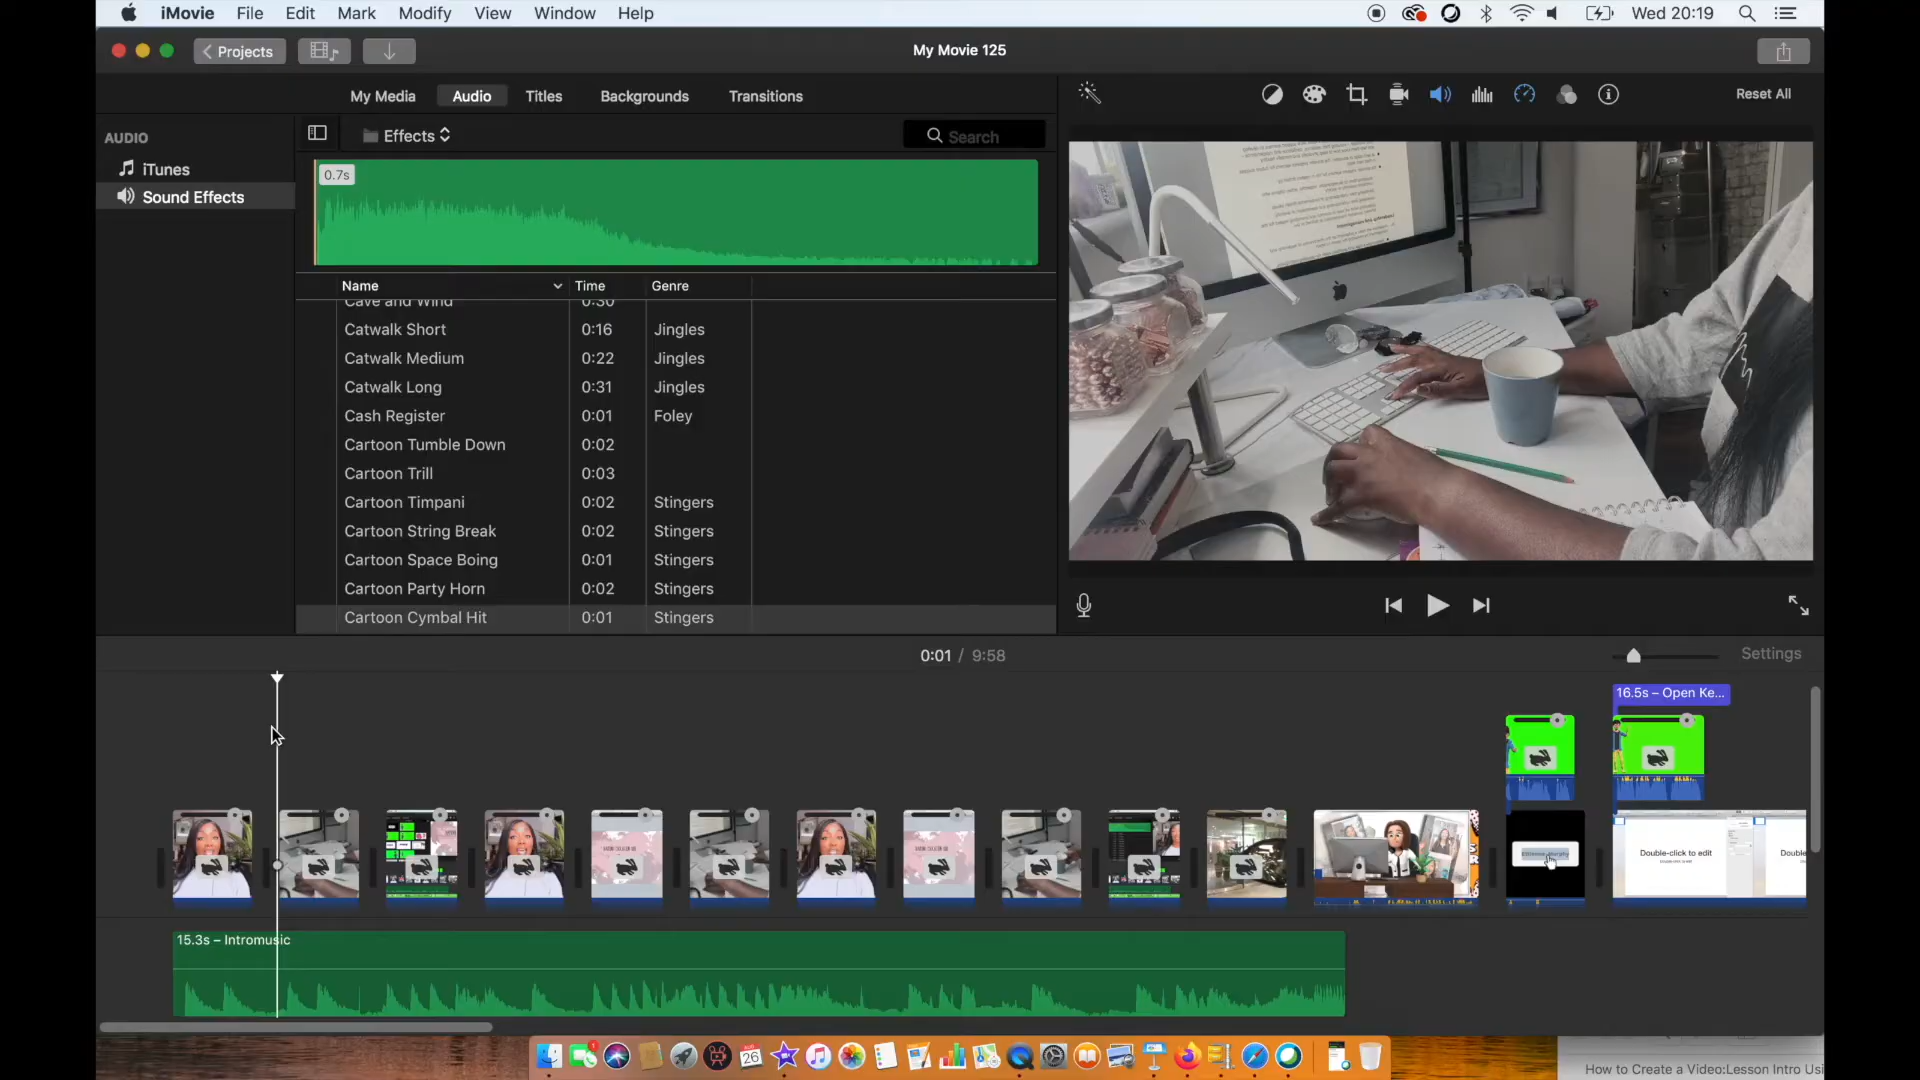 iMovie File Edit Mark Modify View Window Help
Wed 20:19
Projects
My Movie 125
My Media Audio Titles Backgrounds Transitions
Reset All
AUDIO
iTunes
Sound Effects
Effects
Search
0.7s
Name Time Genre
Cave and Wind 0:30
Catwalk Short 0:16 Jingles
Catwalk Medium 0:22 Jingles
Catwalk Long 0:31 Jingles
Cash Register 0:01 Foley
Cartoon Tumble Down 0:02
Cartoon Trill 0:03
Cartoon Timpani 0:02 Stingers
Cartoon String Break 0:02 Stingers
Cartoon Space Boing 0:01 Stingers
Cartoon Party Horn 0:02 Stingers
Cartoon Cymbal Hit 0:01 Stingers
0:01 / 9:58
Settings
16.5s – Open Ke...
Double-click to edit
15.3s – Intromusic
26
1
How to Create a Video:Lesson Intro Usi